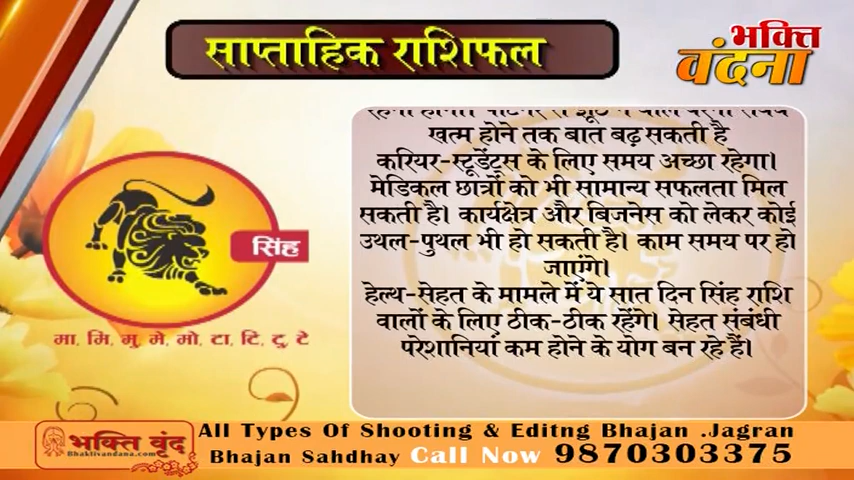 साप्ताहिक राशिफल
भक्ति
वंदना
खत्म होने तक बात बढ़ सकती है
करियर-स्टूडेंट्स के लिए समय अच्छा रहेगा।
मेडिकल छात्रों को भी सामान्य सफलता मिल
सकती है। कार्यक्षेत्र और बिजनेस को लेकर कोई
उथल-पुथल भी हो सकती है। काम समय पर हो
जाएंगे।
हेल्थ-सेहत के मामले में ये सात दिन सिंह राशि
वालों के लिए ठीक-ठीक रहेंगे। सेहत संबंधी
परेशानियां कम होने के योग बन रहे हैं।
सिंह
मा, मि, मु, मे, मो, टा, टि, टु, टे
भक्ति वृंद
Bhaktivandana.com
All Types Of Shooting & Editng Bhajan .Jagran
Bhajan Sahdhay Call Now 9870303375